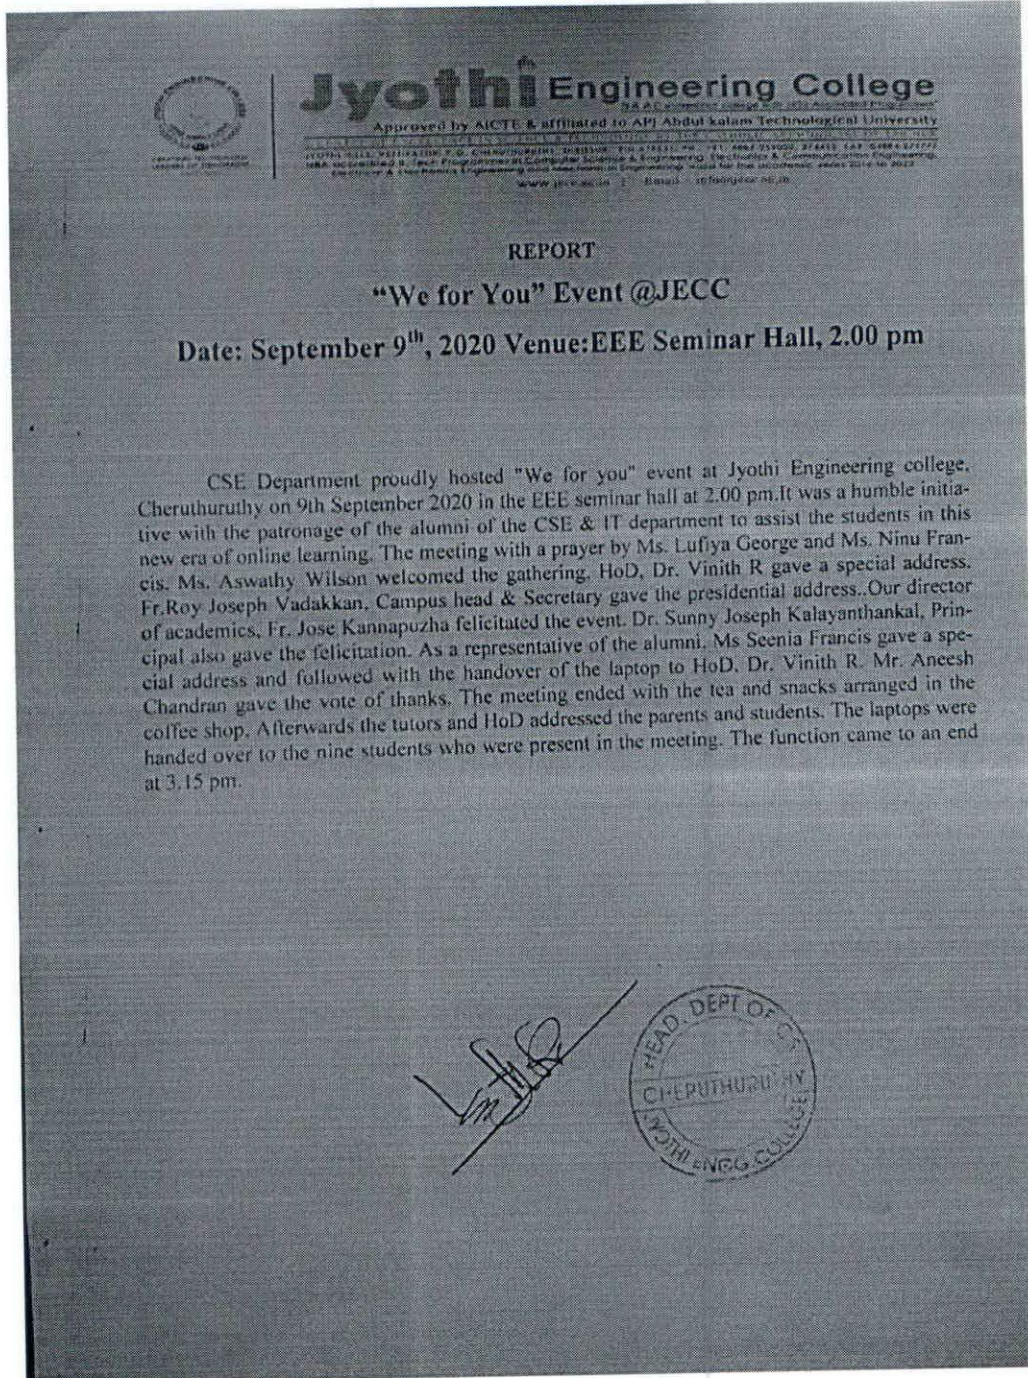 Jyothi Engineering College
Approved by AICTE & affiliated to APJ Abdul kalam Technological University
REPORT
“We for You” Event @JECC
Date: September 9th, 2020 Venue:EEE Seminar Hall, 2.00 pm
CSE Department proudly hosted "We for you" event at Jyothi Engineering college,
Cheruthuruthy on 9th September 2020 in the EEE seminar hall at 2.00 pm.It was a humble initia-
tive with the patronage of the alumni of the CSE & IT department to assist the students in this
new era of online learning. The meeting with a prayer by Ms. Lufiya George and Ms. Ninu Fran-
cis. Ms. Aswathy Wilson welcomed the gathering. HoD, Dr. Vinith R gave a special address.
Fr.Roy Joseph Vadakkan, Campus head & Secretary gave the presidential address..Our director
of academics, Fr. Jose Kannapuzha felicitated the event. Dr. Sunny Joseph Kalayanthankal, Prin-
cipal also gave the felicitation. As a representative of the alumni. Ms Seenia Francis gave a spe-
cial address and followed with the handover of the laptop to HoD. Dr. Vinith R. Mr. Aneesh
Chandran gave the vote of thanks. The meeting ended with the tea and snacks arranged in the
coffee shop. Afterwards the tutors and HoD addressed the parents and students. The laptops were
handed over to the nine students who were present in the meeting. The function came to an end
at 3.15 pm.
HEAD. DEPT OF CS
CHEPUTHURUTHY
JYOTHI ENGG.COLLEGE